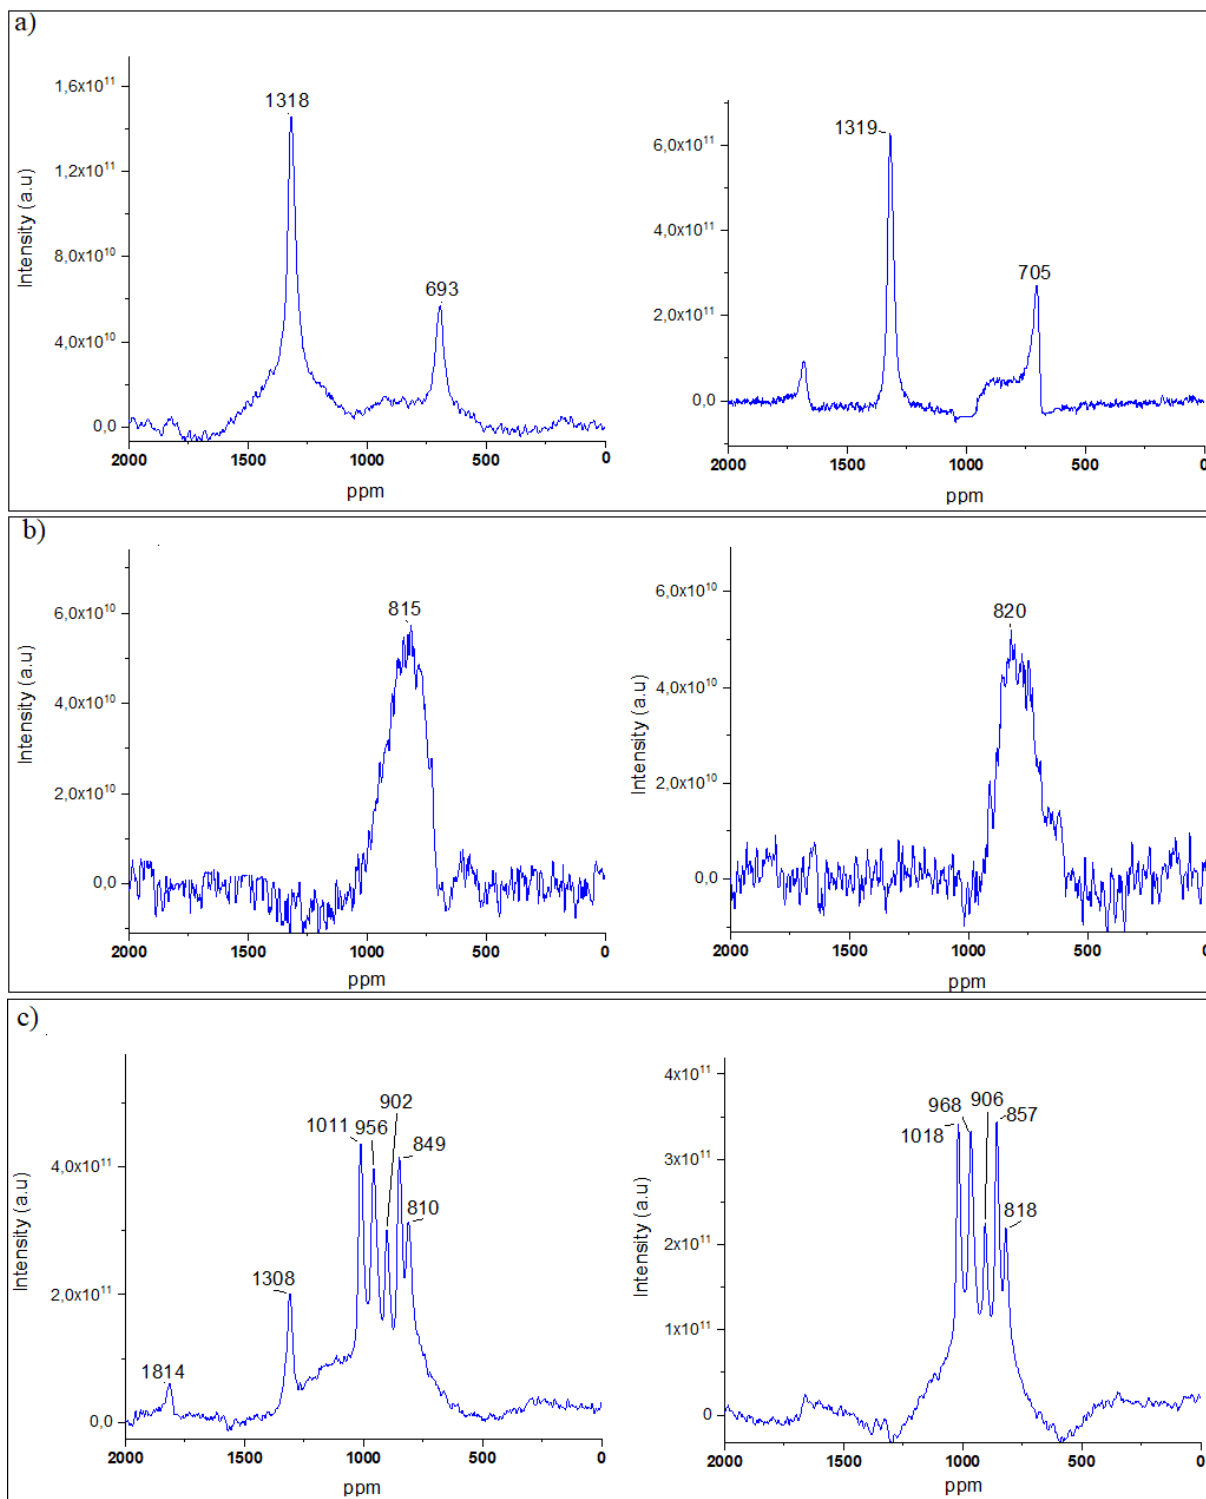 a)
1,6x10¹¹
1,2x10¹¹
8,0x10¹⁰
4,0x10¹⁰
0,0
Intensity (a.u)
1318
693
2000 1500 1000 500 0
ppm
6,0x10¹¹
4,0x10¹¹
2,0x10¹¹
0,0
Intensity (a.u)
1319
705
2000 1500 1000 500 0
ppm
b)
6,0x10¹⁰
4,0x10¹⁰
2,0x10¹⁰
0,0
Intensity (a.u)
815
2000 1500 1000 500 0
ppm
6,0x10¹⁰
4,0x10¹⁰
2,0x10¹⁰
0,0
Intensity (a.u)
820
2000 1500 1000 500 0
ppm
c)
4,0x10¹¹
2,0x10¹¹
0,0
Intensity (a.u)
1814
1308
1011
956
902
849
810
2000 1500 1000 500 0
ppm
4x10¹¹
3x10¹¹
2x10¹¹
1x10¹¹
0
Intensity (a.u)
1018
968
906
857
818
2000 1500 1000 500 0
ppm